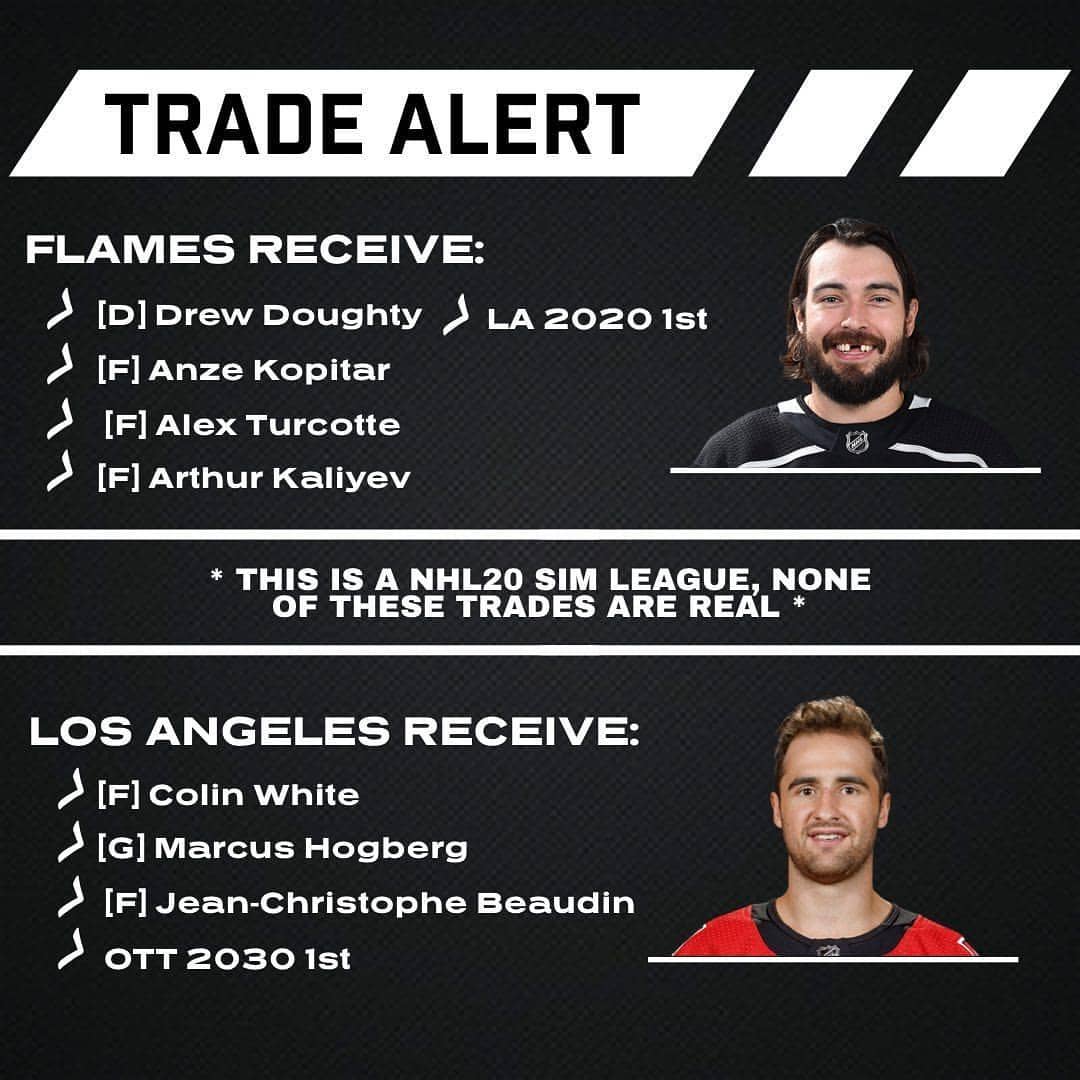 TRADE ALERT
FLAMES RECEIVE:
[D] Drew Doughty
LA 2020 1st
[F] Anze Kopitar
[F] Alex Turcotte
[F] Arthur Kaliyev
* THIS IS A NHL20 SIM LEAGUE, NONE
OF THESE TRADES ARE REAL *
LOS ANGELES RECEIVE:
[F] Colin White
[G] Marcus Hogberg
[F] Jean-Christophe Beaudin
OTT 2030 1st